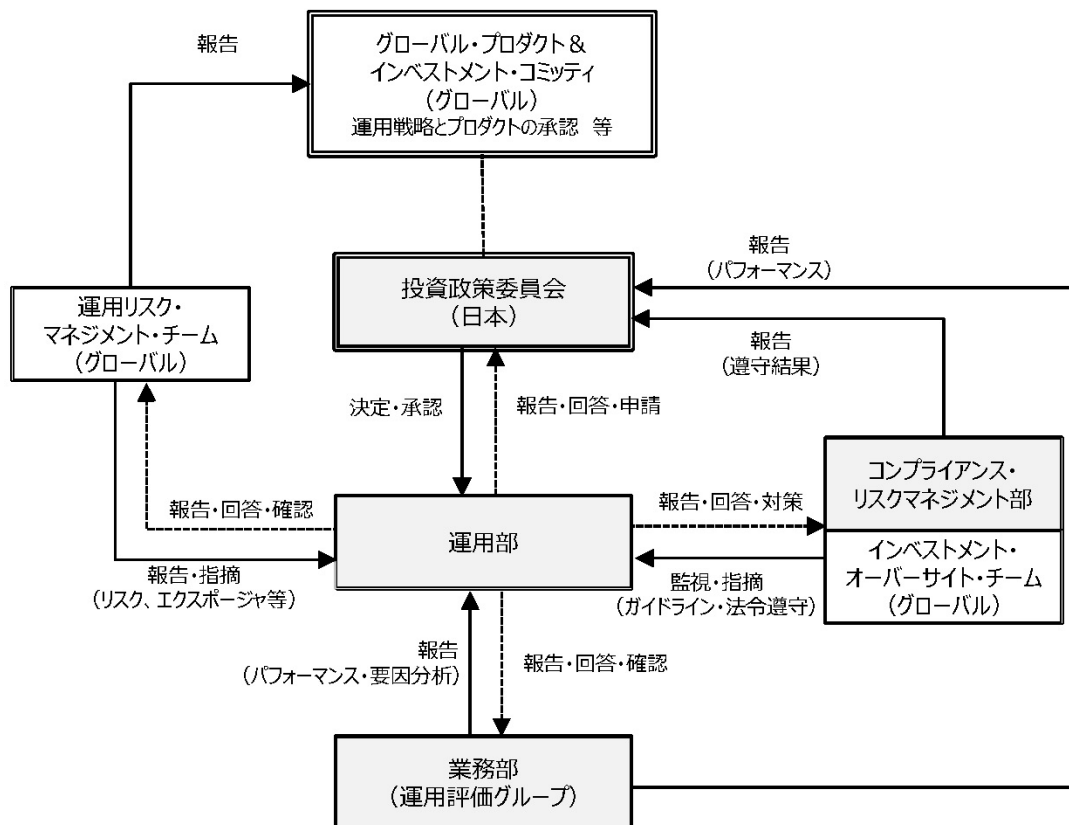 報告
グローバル・プロダクト&
インベストメント・コミッティ
(グローバル)
運用戦略とプロダクトの承認 等
報告
(パフォーマンス)
投資政策委員会
(日本)
運用リスク・
マネジメント・チーム
(グローバル)
報告
(遵守結果)
決定・承認
報告・回答・申請
コンプライアンス・
リスクマネジメント部
報告・回答・確認
報告・回答・対策
運用部
インベストメント・
オーバーサイト・チーム
(グローバル)
報告・指摘
(リスク、エクスポージャ等)
監視・指摘
(ガイドライン・法令遵守)
報告
(パフォーマンス・要因分析)
報告・回答・確認
業務部
(運用評価グループ)